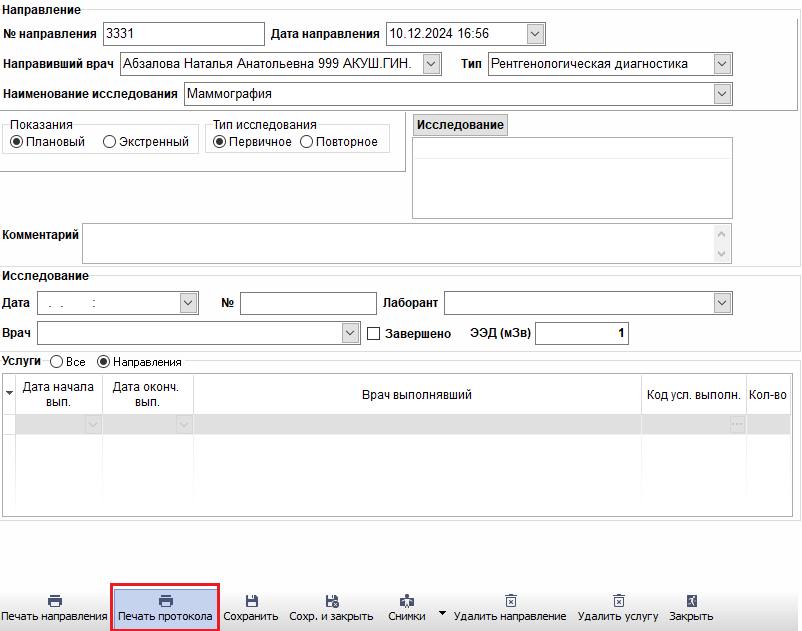 Направление
№ направления 3331 Дата направления 10.12.2024 16:56
Направивший врач Абзалова Наталья Анатольевна 999 АКУШ.ГИН. Тип Рентгенологическая диагностика
Наименование исследования Маммография
Показания Тип исследования Исследование
Плановый Экстренный Первичное Повторное
Комментарий
Исследование
Дата . . : № Лаборант
Врач Завершено ЭЭД (мЗв) 1
Услуги Все Направления
Дата начала вып. Дата оконч. вып. Врач выполнявший Код усл. выполн. Кол-во
Печать направления Печать протокола Сохранить Сохр. и закрыть Снимки Удалить направление Удалить услугу Закрыть